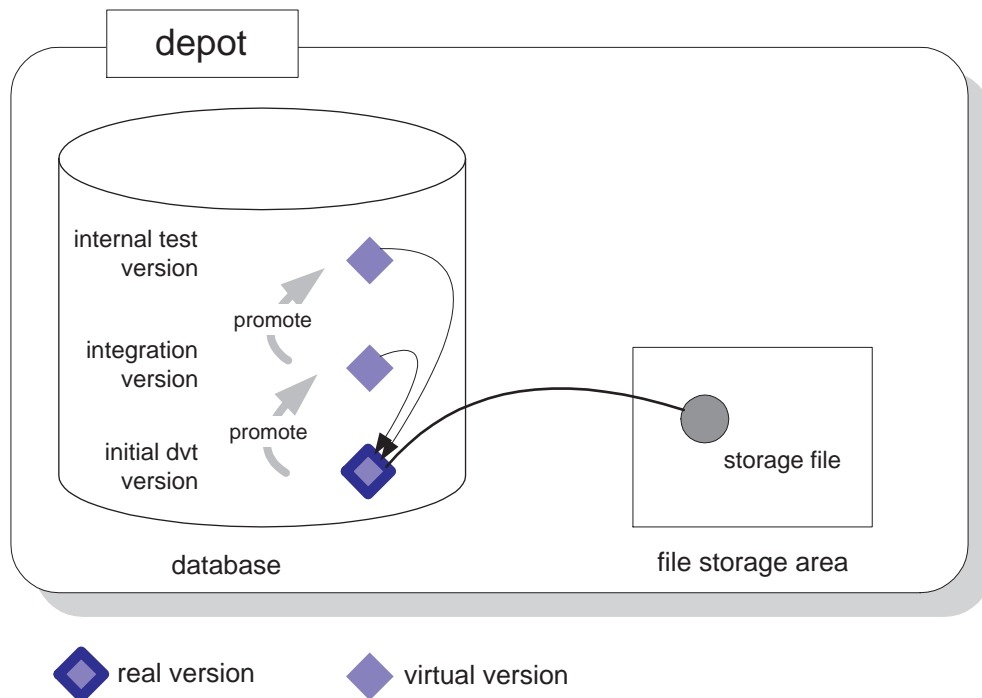 depot
internal test
version
promote
integration
version
promote
initial dvt
version
storage file
database
file storage area
real version
virtual version